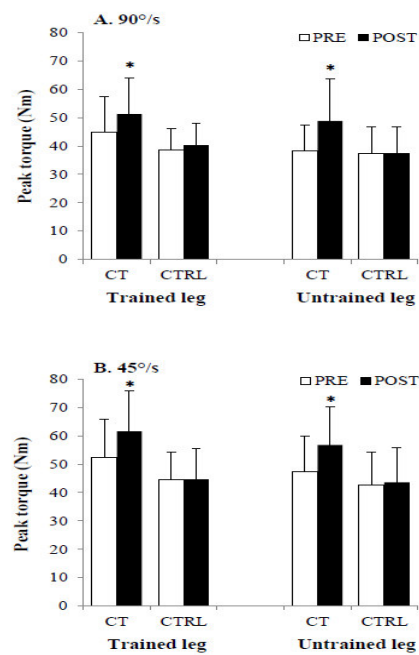 A. 90°/s
PRE POST
80
70
60
50
40
30
20
10
0
Peak torque (Nm)
* *
CT CTRL CT CTRL
Trained leg Untrained leg
B. 45°/s
PRE POST
80
70
60
50
40
30
20
10
0
Peak torque (Nm)
* *
CT CTRL CT CTRL
Trained leg Untrained leg